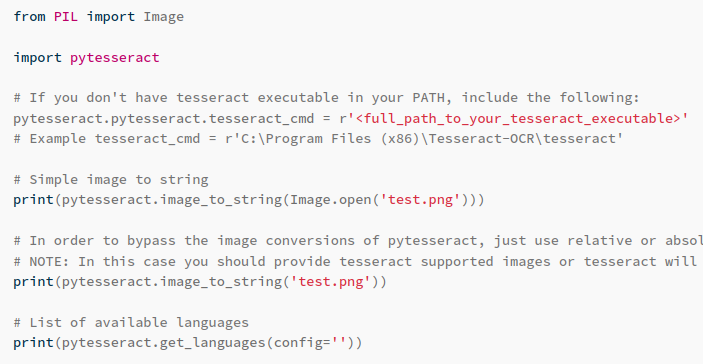 from PIL import Image
import pytesseract
# If you don't have tesseract executable in your PATH, include the following:
pytesseract.pytesseract.tesseract_cmd = r'<full_path_to_your_tesseract_executable>'
# Example tesseract_cmd = r'C:\Program Files (x86)\Tesseract-OCR\tesseract'
# Simple image to string
print(pytesseract.image_to_string(Image.open('test.png')))
# In order to bypass the image conversions of pytesseract, just use relative or absol
# NOTE: In this case you should provide tesseract supported images or tesseract will
print(pytesseract.image_to_string('test.png'))
# List of available languages
print(pytesseract.get_languages(config=''))